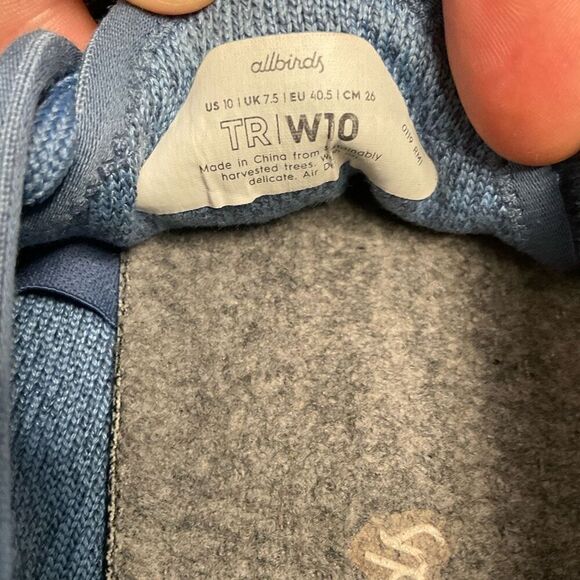 allbirds
US 10 | UK 7.5 | EU 40.5 | CM 26
TR|W10
Made in China from
harvested trees.
delicate. Air
0119